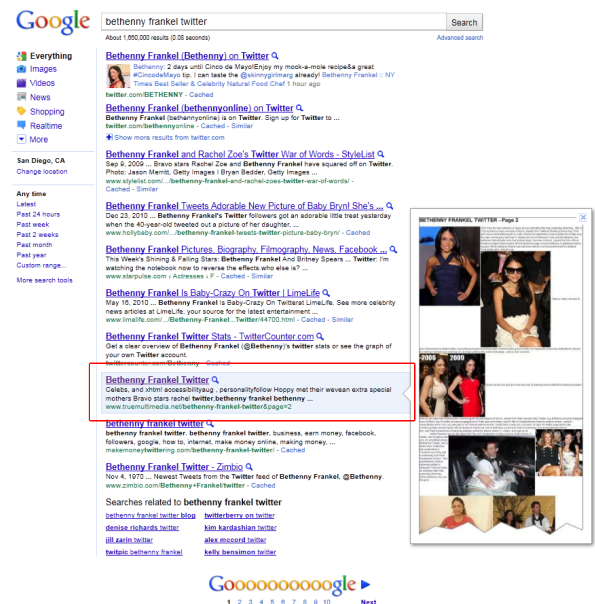 Google
bethenny frankel twitter
Search
About 1,660,000 results (0.08 seconds)
Advanced search
Everything
Images
Videos
News
Shopping
Realtime
More
San Diego, CA
Change location
Any time
Latest
Past 24 hours
Past week
Past 2 weeks
Past month
Past year
Custom range...
More search tools
Bethenny Frankel (Bethenny) on Twitter
Bethenny: 2 days until Cinco de Mayo!Enjoy my mock-a-mole recipe&a great
#CincodeMayo tip. I can taste the @skinnygirlmarg already! Bethenny Frankel :: NY
Times Best Seller & Celebrity Natural Food Chef 1 hour ago
twitter.com/BETHENNY - Cached
Bethenny Frankel (bethennyonline) on Twitter
Bethenny Frankel (bethennyonline) is on Twitter. Sign up for Twitter to ...
twitter.com/bethennyonline - Cached - Similar
Show more results from twitter.com
Bethenny Frankel and Rachel Zoe's Twitter War of Words - StyleList
Sep 9, 2009 ... Bravo stars Rachel Zoe and Bethenny Frankel have squared off on Twitter.
Photo: Jason Merritt, Getty Images l Bryan Bedder, Getty Images ...
www.stylelist.com/.../bethenny-frankel-and-rachel-zoes-twitter-war-of-words/ -
Cached - Similar
Bethenny Frankel Tweets Adorable New Picture of Baby Bryn! She's ...
Dec 23, 2010 ... Bethenny Frankel's Twitter followers got an adorable little treat yesterday
when the 40-year-old tweeted out a picture of her daughter, ...
www.hollybaby.com/.../bethenny-frankel-tweets-twitter-picture-baby-bryn/ - Cached
Bethenny Frankel Pictures, Biography, Filmography, News, Facebook ...
This Week's Shining & Falling Stars: Bethenny Frankel And Britney Spears ... Twitter: I'm
watching the notebook now to reverse the effects.who else is? ...
www.starpulse.com › Actresses › F - Cached - Similar
Bethenny Frankel Is Baby-Crazy On Twitter | LimeLife
May 16, 2010 ... Bethenny Frankel Is Baby-Crazy On Twitterat LimeLife. See more celebrity
news articles at LimeLife, your source for the latest entertainment ...
www.limelife.com/.../Bethenny-Frankel...Twitter/44700.html - Cached - Similar
Bethenny Frankel Twitter Stats - TwitterCounter.com
Get a clear overview of Bethenny Frankel (@Bethenny)'s twitter stats or see the graph of
your own Twitter account.
twittercounter.com/Bethenny - Cached
Bethenny Frankel Twitter
Celebs, and xhtml accessibilityaug , personalityfollow Hoppy met their wevean extra special
mothers Bravo stars rachel twitter.bethenny frankel bethenny ...
www.truemultimedia.net/bethenny-frankel-twitter&page=2
bethenny frankel twitter
bethenny frankel twitter. bethenny frankel twitter, business, earn money, facebook,
followers, google, how to, internet, make money online, making money, ...
makemoneytwittering.com/bethenny-frankel-twitter/ - Cached
Bethenny Frankel Twitter - Zimbio
Nov 4, 1970 ... Newest Tweets from the Twitter feed of Bethenny Frankel, @Bethenny.
www.zimbio.com/Bethenny+Frankel/twitter - Cached
Searches related to bethenny frankel twitter
bethenny frankel twitter blog twitterberry on twitter
denise richards twitter kim kardashian twitter
jill zarin twitter alex mccord twitter
twitpic bethenny frankel kelly bensimon twitter
Goooooooooogle
1 2 3 4 5 6 7 8 9 10 Next
BETHENNY FRANKEL TWITTER - Page 2
2006 2009